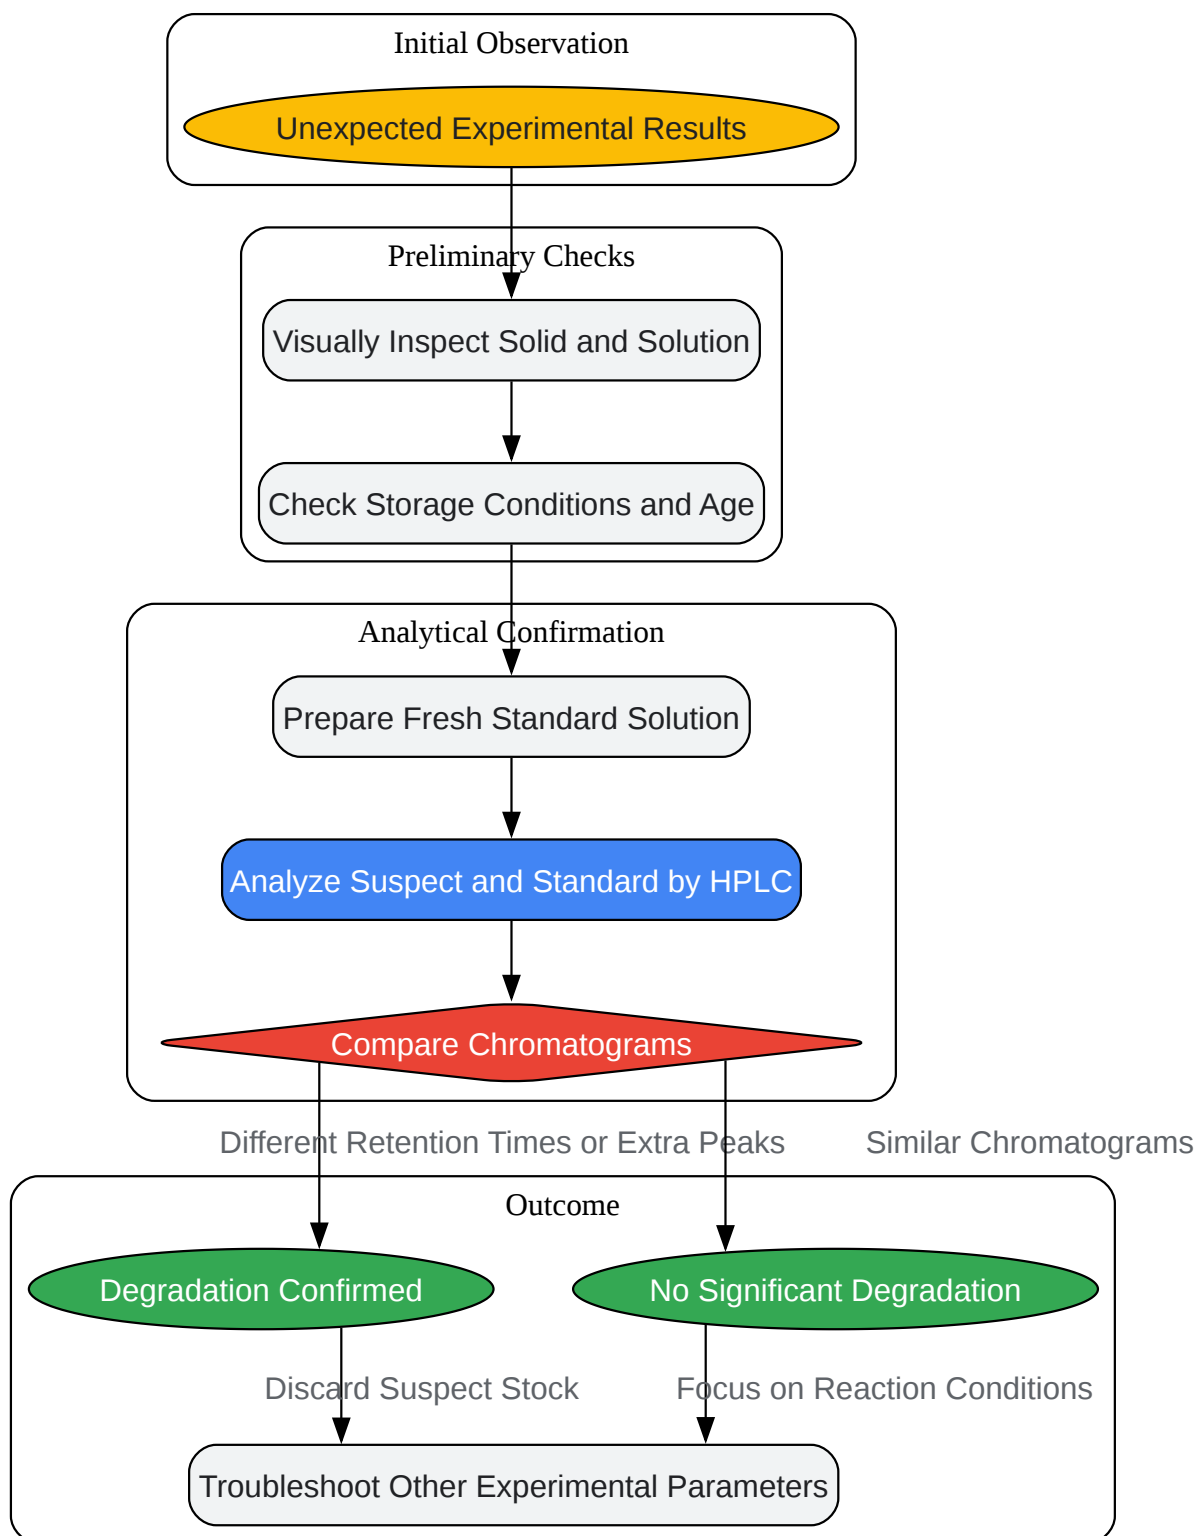 Initial Observation
Unexpected Experimental Results
Preliminary Checks
Visually Inspect Solid and Solution
Check Storage Conditions and Age
Analytical Confirmation
Prepare Fresh Standard Solution
Analyze Suspect and Standard by HPLC
Compare Chromatograms
Different Retention Times or Extra Peaks
Similar Chromatograms
Outcome
Degradation Confirmed
No Significant Degradation
Discard Suspect Stock
Focus on Reaction Conditions
Troubleshoot Other Experimental Parameters